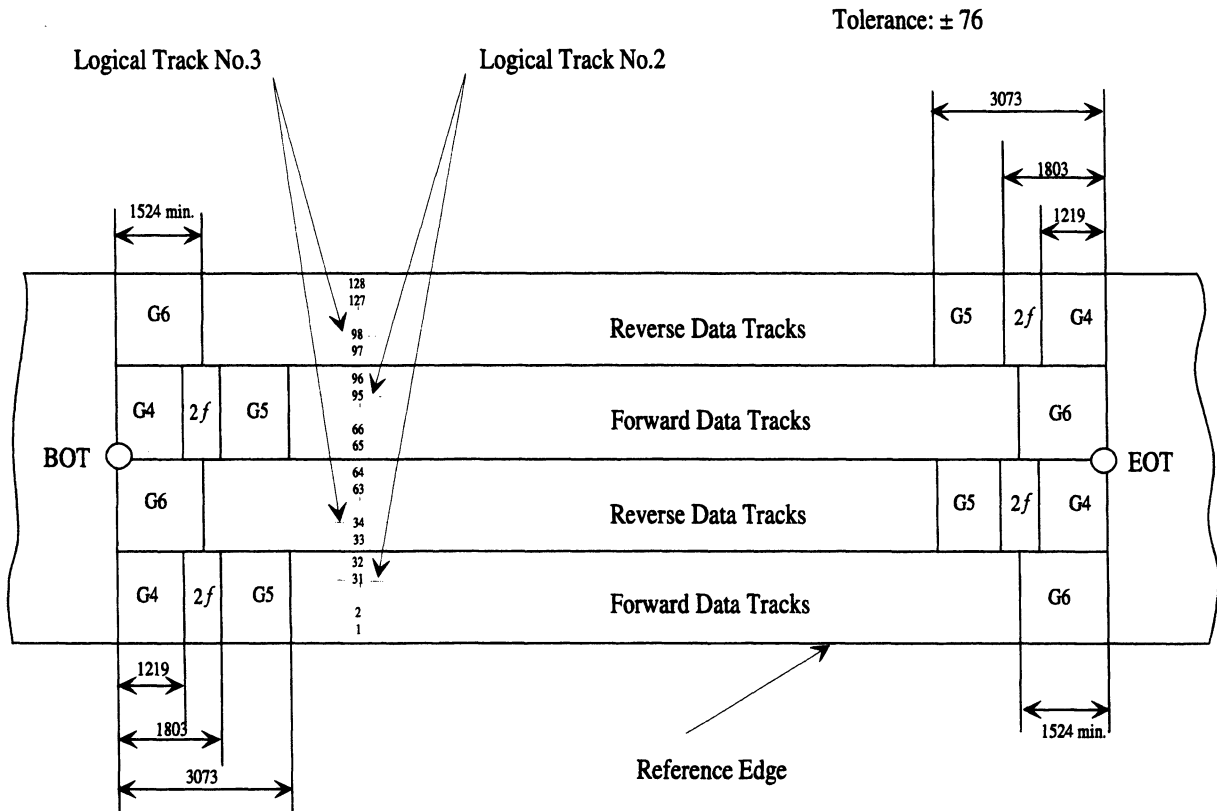 Tolerance: ± 76
Logical Track No.3
Logical Track No.2
3073
1803
1524 min.
1219
128
127
98
97
G6
Reverse Data Tracks
G5
2f
G4
96
95
66
65
G4
2f
G5
Forward Data Tracks
G6
BOT
EOT
64
63
34
33
G6
Reverse Data Tracks
G5
2f
G4
32
31
2
1
G4
2f
G5
Forward Data Tracks
G6
1219
1803
3073
1524 min.
Reference Edge